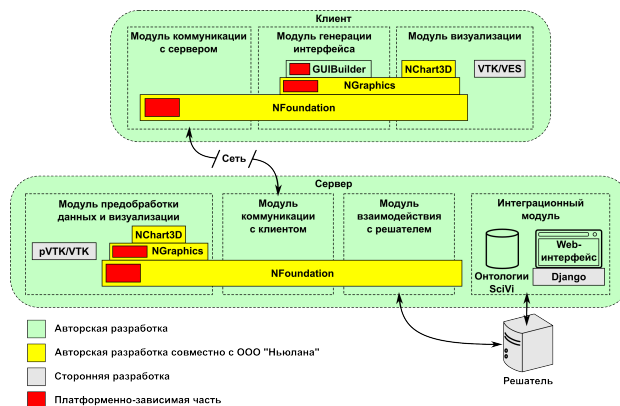 Клиент
Модуль коммуникации
с сервером
Модуль генерации
интерфейса
Модуль визуализации
GUIBuilder
NChart3D
VTK/VES
NGraphics
NFoundation
Сеть
Сервер
Модуль предобработки
данных и визуализации
Модуль
коммуникации
с клиентом
Модуль
взаимодействия
с решателем
Интеграционный
модуль
NChart3D
pVTK/VTK
NGraphics
NFoundation
Онтологии
SciVi
Web-
интерфейс
Django
Решатель
Авторская разработка
Авторская разработка совместно с ООО "Ньюлана"
Сторонняя разработка
Платформенно-зависимая часть